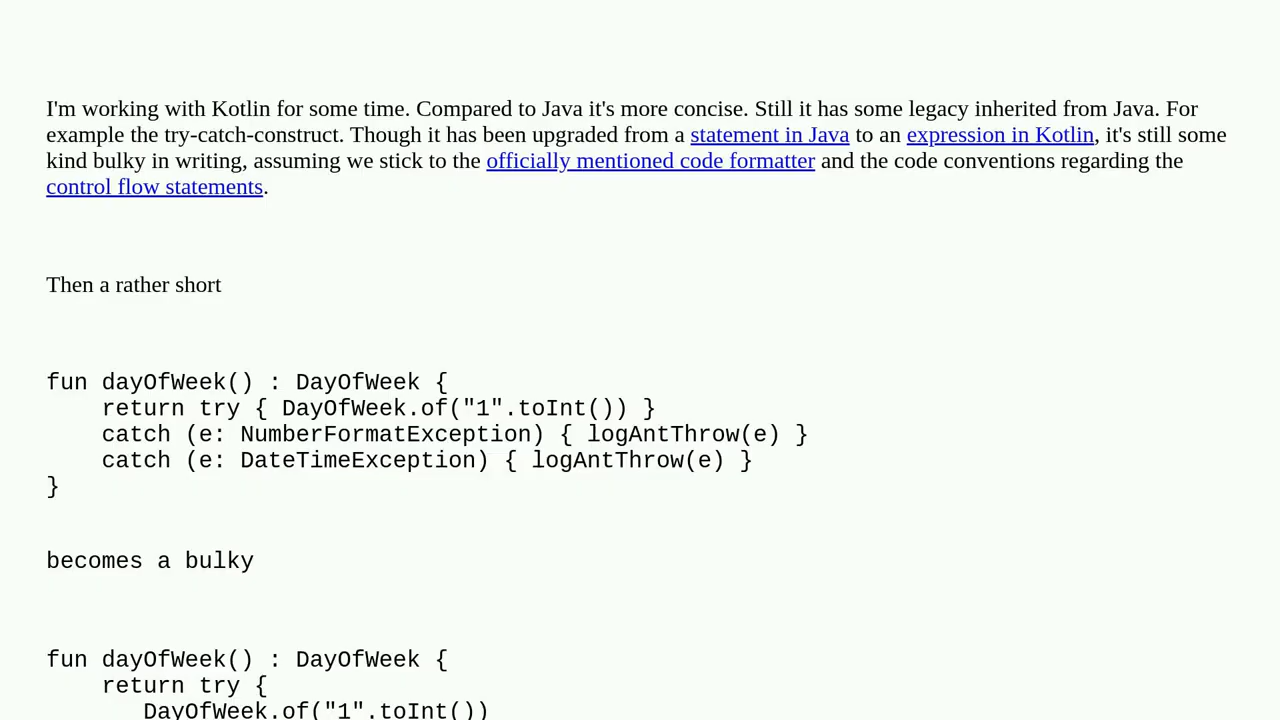 I'm working with Kotlin for some time. Compared to Java it's more concise. Still it has some legacy inherited from Java. For
example the try-catch-construct. Though it has been upgraded from a statement in Java to an expression in Kotlin, it's still some
kind bulky in writing, assuming we stick to the officially mentioned code formatter and the code conventions regarding the
control flow statements.
Then a rather short
fun dayOfWeek() : DayOfWeek {
    return try { DayOfWeek.of("1".toInt()) }
    catch (e: NumberFormatException) { logAntThrow(e) }
    catch (e: DateTimeException) { logAntThrow(e) }
}
becomes a bulky
fun dayOfWeek() : DayOfWeek {
    return try {
       DayOfWeek.of("1".toInt())